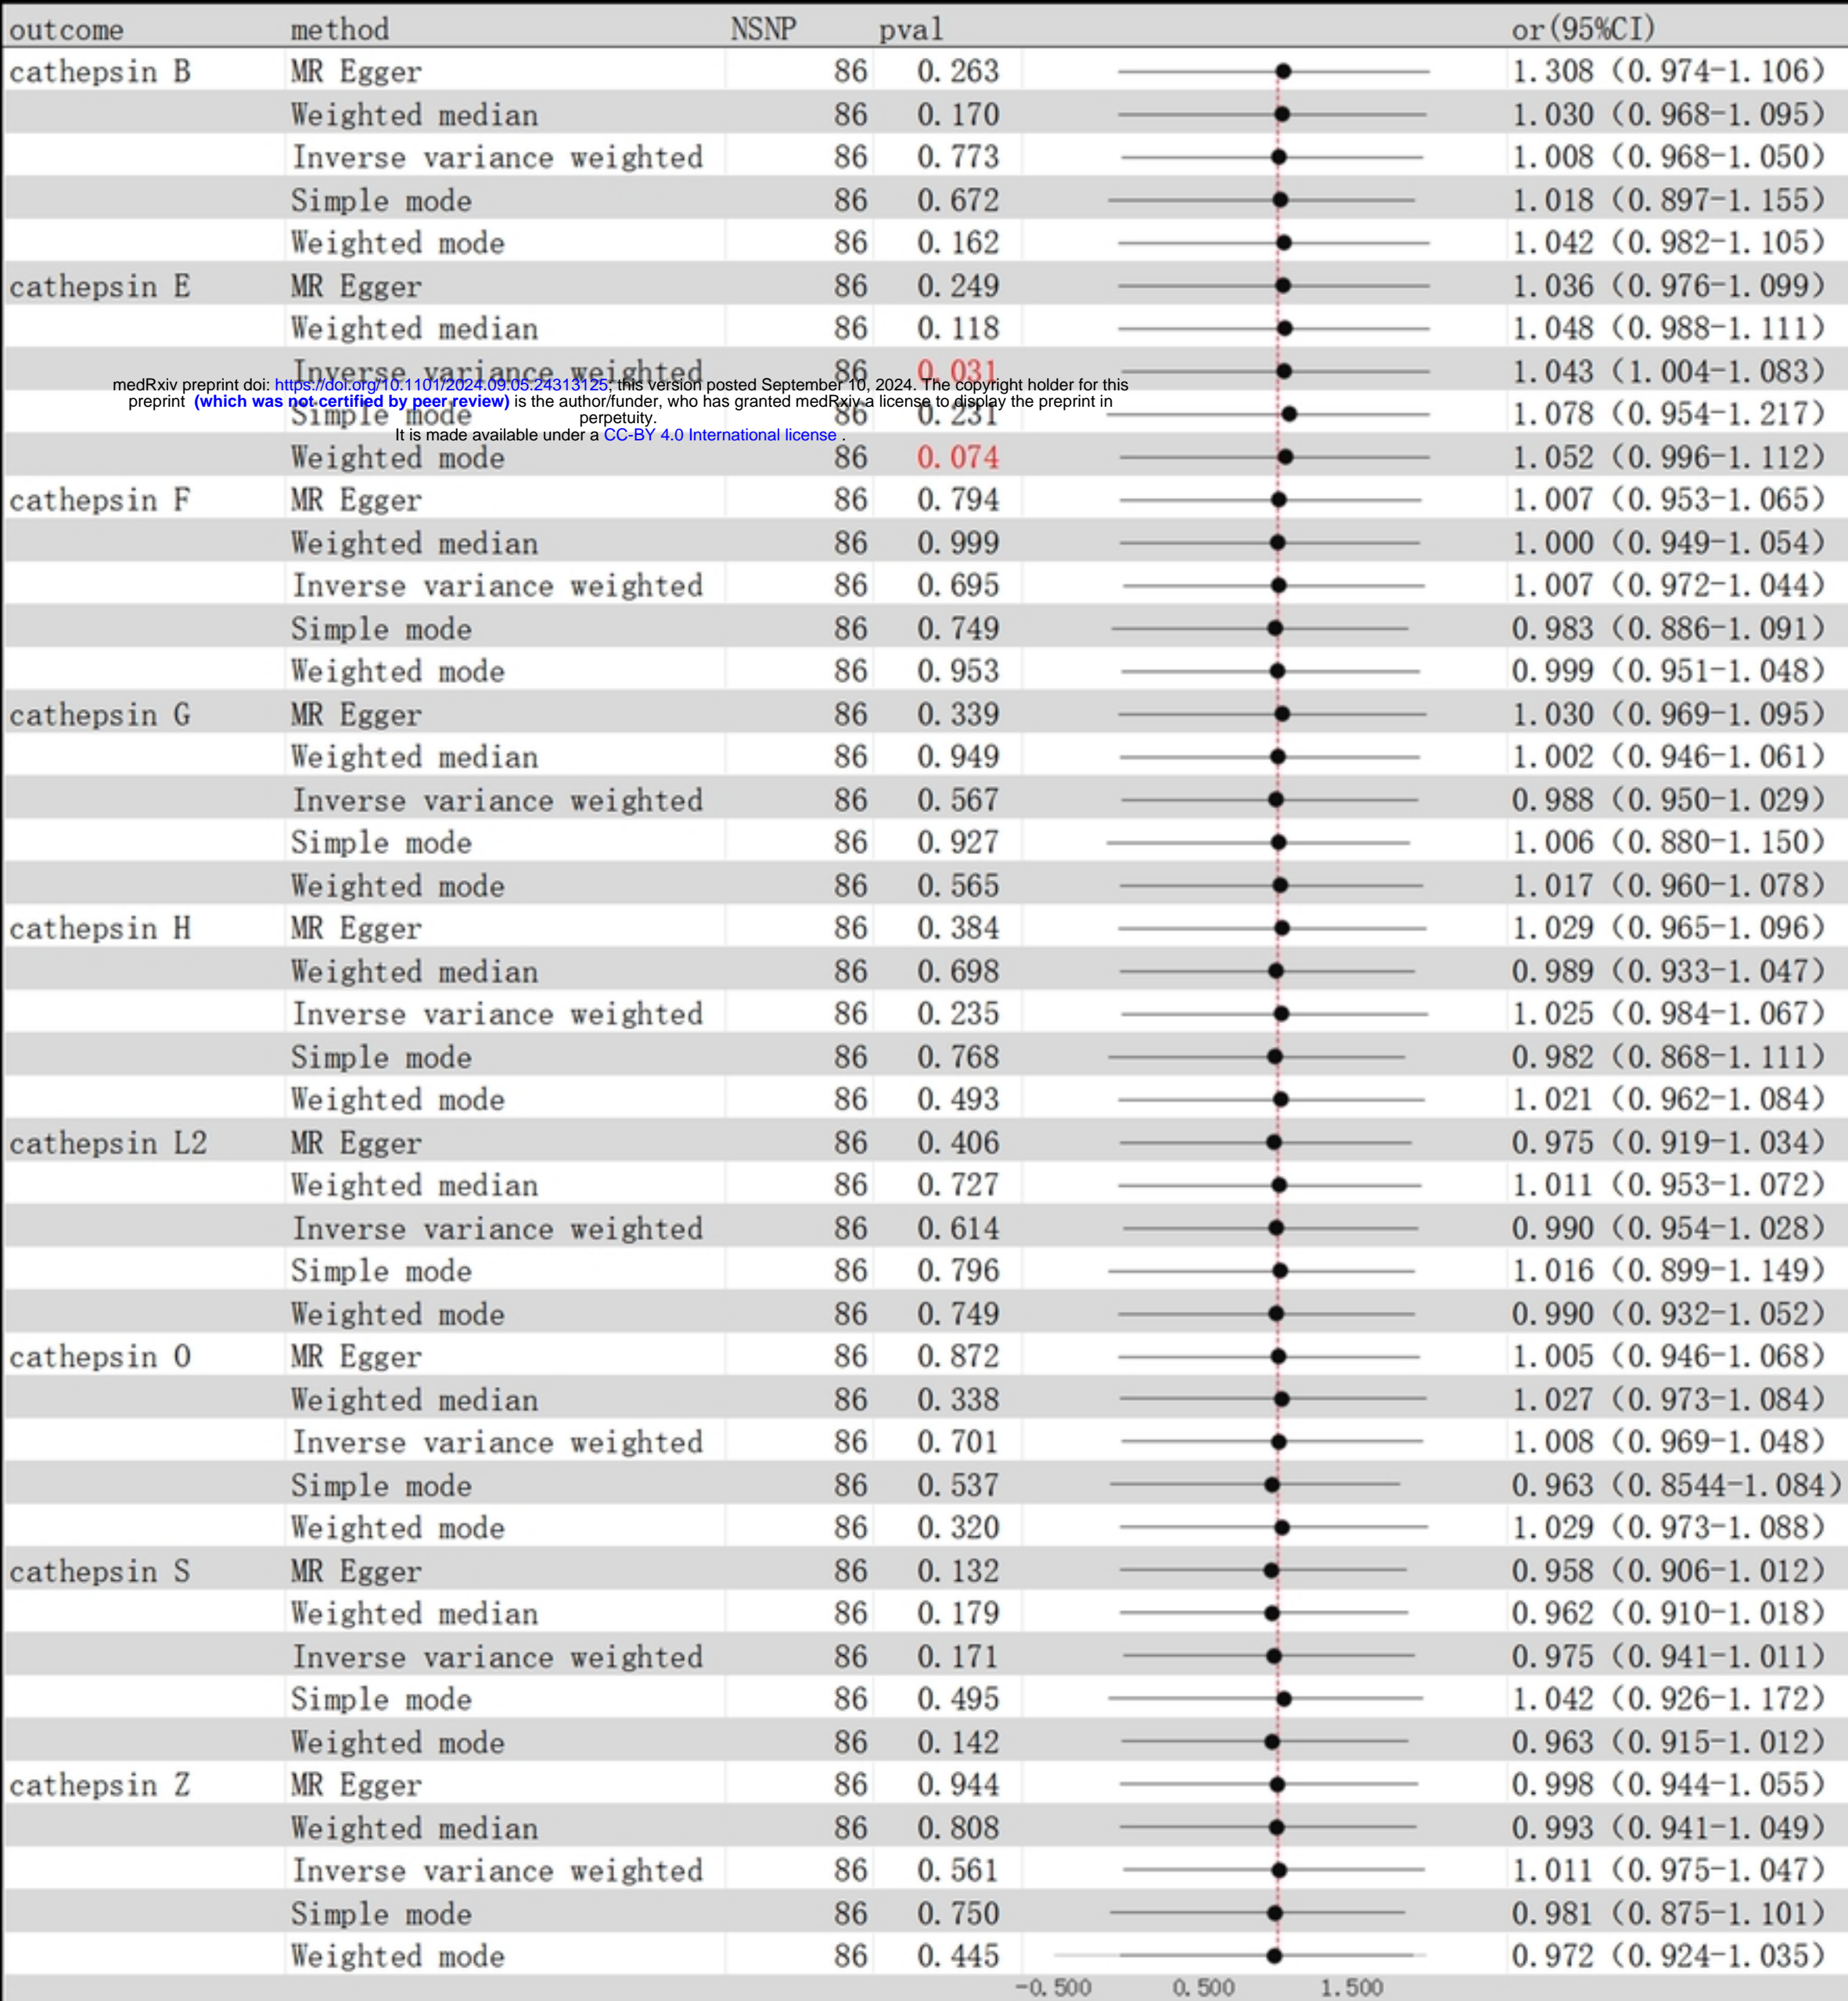 outcome method NSNP pval or(95%CI)
cathepsin B MR Egger 86 0.263 1.308 (0.974-1.106)
Weighted median 86 0.170 1.030 (0.968-1.095)
Inverse variance weighted 86 0.773 1.008 (0.968-1.050)
Simple mode 86 0.672 1.018 (0.897-1.155)
Weighted mode 86 0.162 1.042 (0.982-1.105)
cathepsin E MR Egger 86 0.249 1.036 (0.976-1.099)
Weighted median 86 0.118 1.048 (0.988-1.111)
Inverse variance weighted 86 0.031 1.043 (1.004-1.083)
medRxiv preprint doi: https://doi.org/10.1101/2024.09.05.24313125; this version posted September 10, 2024. The copyright holder for this
preprint (which was not certified by peer review) is the author/funder, who has granted medRxiv a license to display the preprint in
perpetuity.
Simple mode 86 0.231 1.078 (0.954-1.217)
It is made available under a CC-BY 4.0 International license .
Weighted mode 86 0.074 1.052 (0.996-1.112)
cathepsin F MR Egger 86 0.794 1.007 (0.953-1.065)
Weighted median 86 0.999 1.000 (0.949-1.054)
Inverse variance weighted 86 0.695 1.007 (0.972-1.044)
Simple mode 86 0.749 0.983 (0.886-1.091)
Weighted mode 86 0.953 0.999 (0.951-1.048)
cathepsin G MR Egger 86 0.339 1.030 (0.969-1.095)
Weighted median 86 0.949 1.002 (0.946-1.061)
Inverse variance weighted 86 0.567 0.988 (0.950-1.029)
Simple mode 86 0.927 1.006 (0.880-1.150)
Weighted mode 86 0.565 1.017 (0.960-1.078)
cathepsin H MR Egger 86 0.384 1.029 (0.965-1.096)
Weighted median 86 0.698 0.989 (0.933-1.047)
Inverse variance weighted 86 0.235 1.025 (0.984-1.067)
Simple mode 86 0.768 0.982 (0.868-1.111)
Weighted mode 86 0.493 1.021 (0.962-1.084)
cathepsin L2 MR Egger 86 0.406 0.975 (0.919-1.034)
Weighted median 86 0.727 1.011 (0.953-1.072)
Inverse variance weighted 86 0.614 0.990 (0.954-1.028)
Simple mode 86 0.796 1.016 (0.899-1.149)
Weighted mode 86 0.749 0.990 (0.932-1.052)
cathepsin O MR Egger 86 0.872 1.005 (0.946-1.068)
Weighted median 86 0.338 1.027 (0.973-1.084)
Inverse variance weighted 86 0.701 1.008 (0.969-1.048)
Simple mode 86 0.537 0.963 (0.8544-1.084)
Weighted mode 86 0.320 1.029 (0.973-1.088)
cathepsin S MR Egger 86 0.132 0.958 (0.906-1.012)
Weighted median 86 0.179 0.962 (0.910-1.018)
Inverse variance weighted 86 0.171 0.975 (0.941-1.011)
Simple mode 86 0.495 1.042 (0.926-1.172)
Weighted mode 86 0.142 0.963 (0.915-1.012)
cathepsin Z MR Egger 86 0.944 0.998 (0.944-1.055)
Weighted median 86 0.808 0.993 (0.941-1.049)
Inverse variance weighted 86 0.561 1.011 (0.975-1.047)
Simple mode 86 0.750 0.981 (0.875-1.101)
Weighted mode 86 0.445 0.972 (0.924-1.035)
-0.500 0.500 1.500